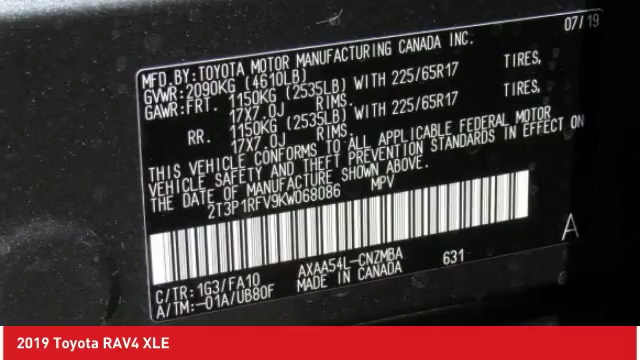 07/19
MFD. BY: TOYOTA MOTOR MANUFACTURING CANADA INC.
GVWR: 2090KG (4610LB)
GAWR: FRT. 1150KG (2535LB) WITH 225/65R17 TIRES,
17X7.0J RIMS.
RR. 1150KG (2535LB) WITH 225/65R17 TIRES,
17X7.0J RIMS.
THIS VEHICLE CONFORMS TO ALL APPLICABLE FEDERAL MOTOR
VEHICLE SAFETY AND THEFT PREVENTION STANDARDS IN EFFECT ON
THE DATE OF MANUFACTURE SHOWN ABOVE.
2T3P1RFV9KW068086 MPV
A
C/TR: 1G3/FA10 AXAA54L-CNZMBA 631
A/TM: -01A/UB80F MADE IN CANADA
2019 Toyota RAV4 XLE